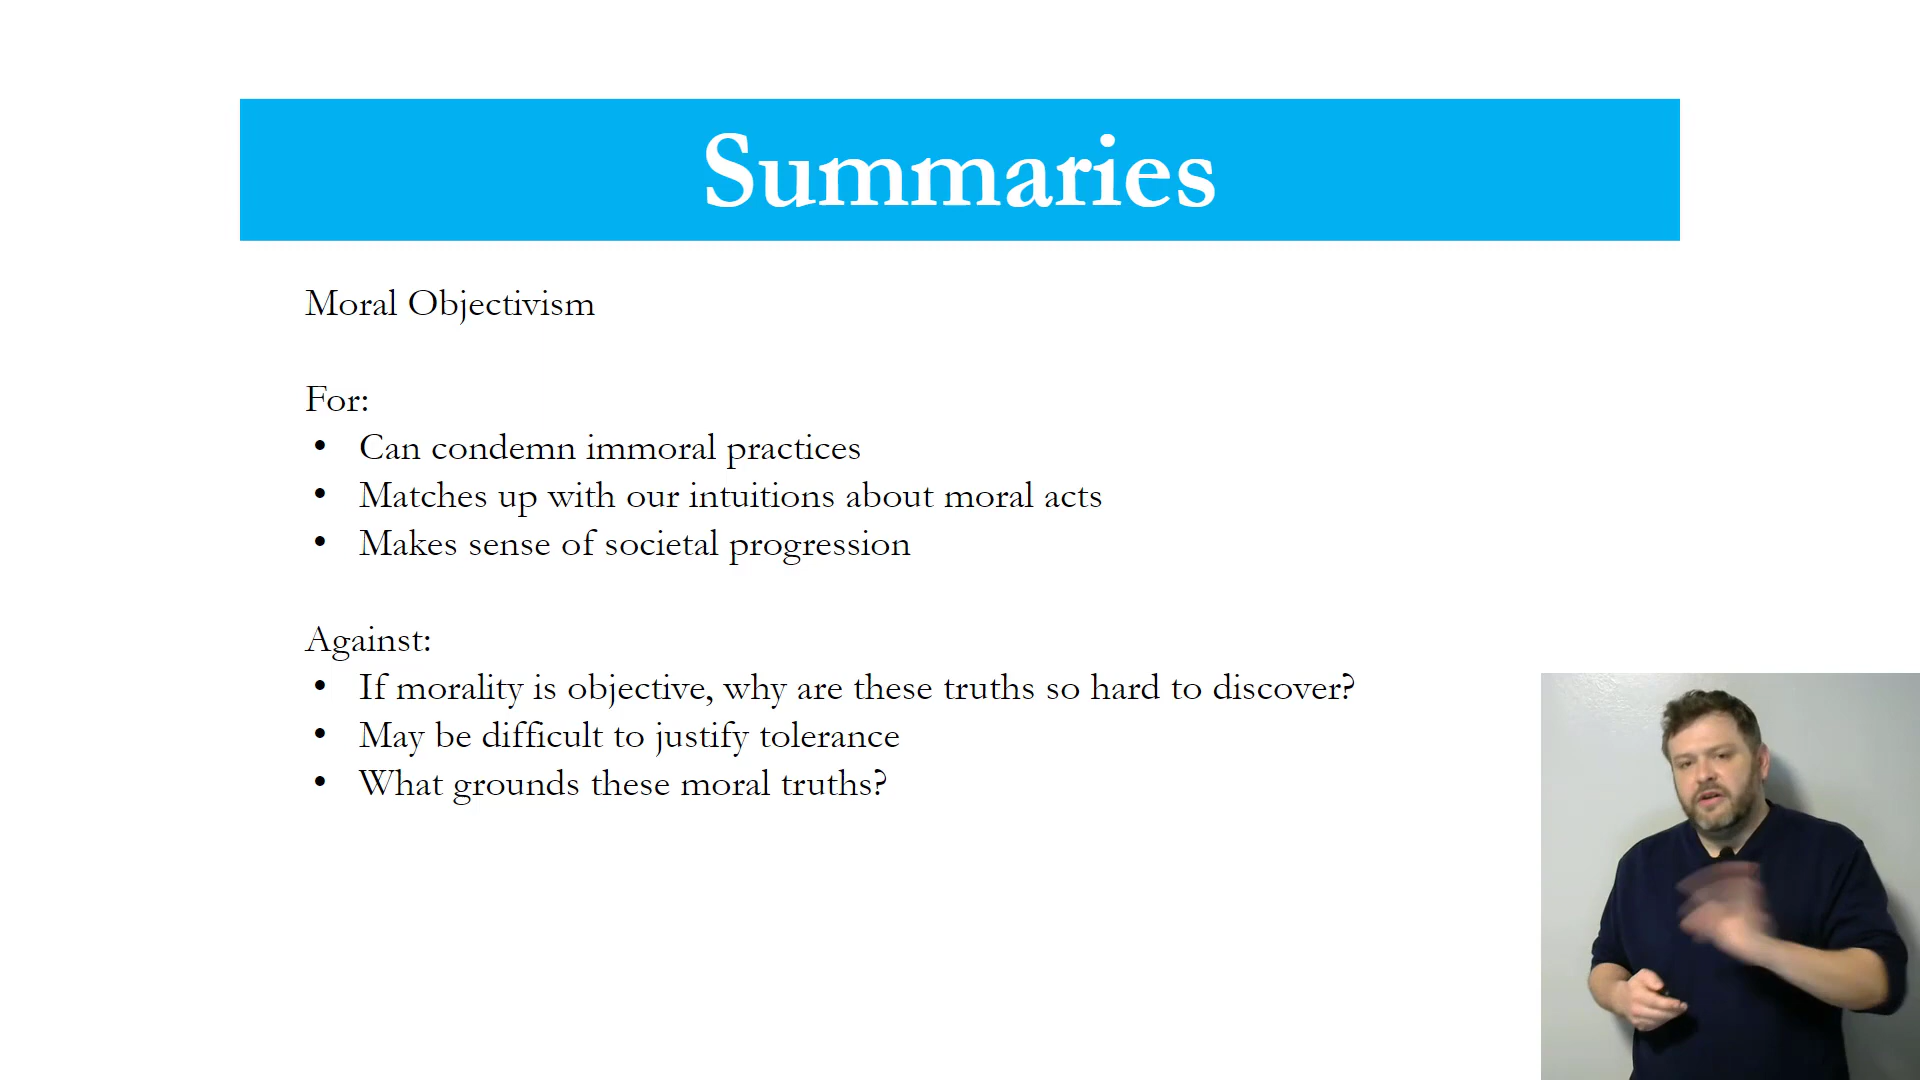 Summaries
Moral Objectivism
For:
• Can condemn immoral practices
• Matches up with our intuitions about moral acts
• Makes sense of societal progression
Against:
• If morality is objective, why are these truths so hard to discover?
• May be difficult to justify tolerance
• What grounds these moral truths?